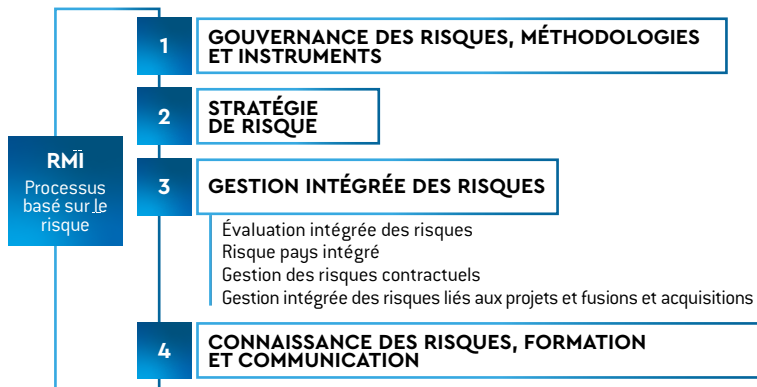 1
GOUVERNANCE DES RISQUES, MÉTHODOLOGIES
ET INSTRUMENTS
2
STRATÉGIE
DE RISQUE
RMI
Processus
basé sur le
risque
3
GESTION INTÉGRÉE DES RISQUES
Évaluation intégrée des risques
Risque pays intégré
Gestion des risques contractuels
Gestion intégrée des risques liés aux projets et fusions et acquisitions
4
CONNAISSANCE DES RISQUES, FORMATION
ET COMMUNICATION